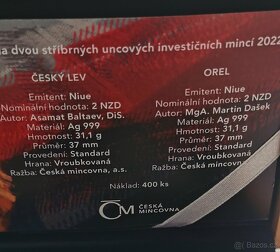 a dvou stříbrných uncových investičních mincí 2022
ČESKÝ LEV
Emitent: Niue
Nominální hodnota: 2 NZD
Autor: Asamat Baltaev, DiS.
Materiál: Ag 999
Hmotnost: 31,1 g
Průměr: 37 mm
Provedení: Standard
Hrana: Vroubkovaná
Ražba: Česká mincovna, a.s.
OREL
Emitent: Niue
Nominální hodnota: 2 NZD
Autor: MgA. Martin Dašek
Materiál: Ag 999
Hmotnost: 31,1 g
Průměr: 37 mm
Provedení: Standard
Hrana: Vroubkovaná
Ražba: Česká mincovna
Náklad: 400 ks
ČM ČESKÁ
MINCOVNA
Bazos.cz